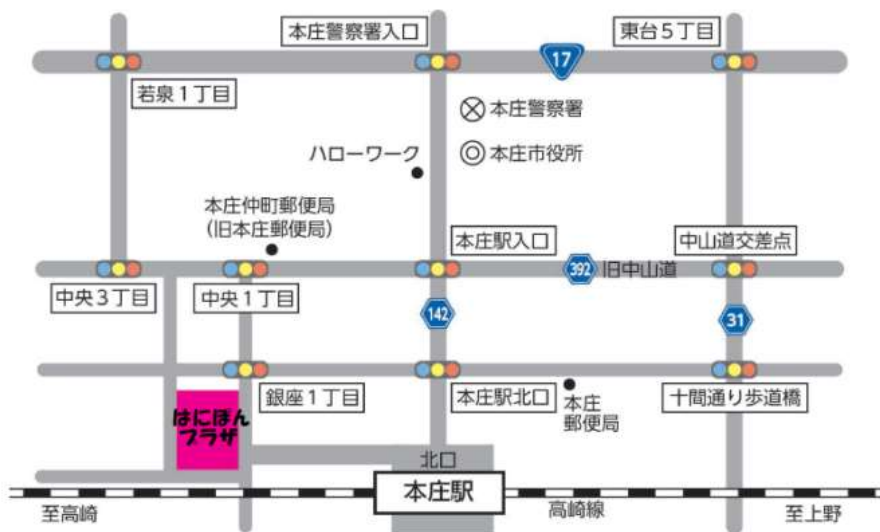 本庄警察署入口
東台5丁目
17
若泉1丁目
本庄警察署
ハローワーク
本庄市役所
本庄仲町郵便局
(旧本庄郵便局)
本庄駅入口
中山道交差点
392
旧中山道
中央3丁目
中央1丁目
142
31
銀座1丁目
本庄駅北口
本庄
郵便局
十間通り歩道橋
はにぽん
プラザ
北口
本庄駅
至高崎
高崎線
至上野